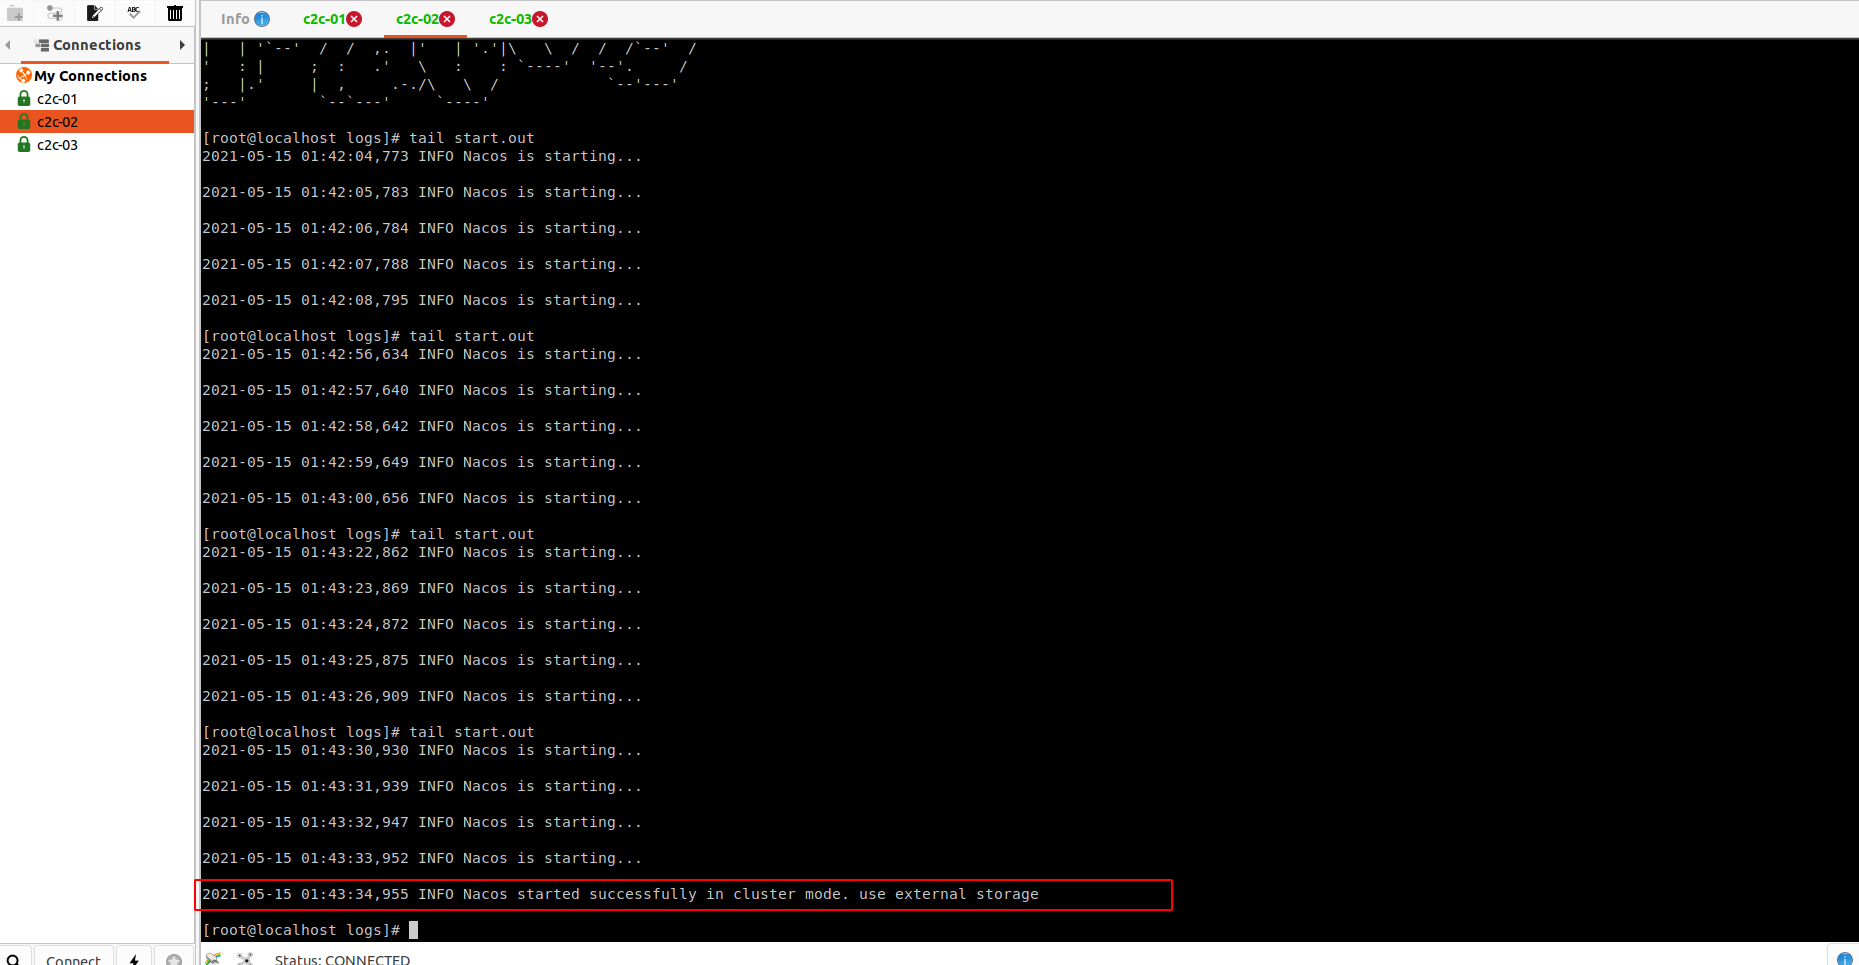 Info
c2c-01
c2c-02
c2c-03
ABC
Connections
My Connections
c2c-01
c2c-02
c2c-03
|   | '`--'  /  /  ,.  |'   | '.'|\   \  /  /  /`--'  /
'   : |     ;  :   .'   \   :    : `----'  '--'.     /
;   |.'     |  ,     .-./\   \  /            `--'---'
'---'        `--`---'     `----'
[root@localhost logs]# tail start.out
2021-05-15 01:42:04,773 INFO Nacos is starting...
2021-05-15 01:42:05,783 INFO Nacos is starting...
2021-05-15 01:42:06,784 INFO Nacos is starting...
2021-05-15 01:42:07,788 INFO Nacos is starting...
2021-05-15 01:42:08,795 INFO Nacos is starting...
[root@localhost logs]# tail start.out
2021-05-15 01:42:56,634 INFO Nacos is starting...
2021-05-15 01:42:57,640 INFO Nacos is starting...
2021-05-15 01:42:58,642 INFO Nacos is starting...
2021-05-15 01:42:59,649 INFO Nacos is starting...
2021-05-15 01:43:00,656 INFO Nacos is starting...
[root@localhost logs]# tail start.out
2021-05-15 01:43:22,862 INFO Nacos is starting...
2021-05-15 01:43:23,869 INFO Nacos is starting...
2021-05-15 01:43:24,872 INFO Nacos is starting...
2021-05-15 01:43:25,875 INFO Nacos is starting...
2021-05-15 01:43:26,909 INFO Nacos is starting...
[root@localhost logs]# tail start.out
2021-05-15 01:43:30,930 INFO Nacos is starting...
2021-05-15 01:43:31,939 INFO Nacos is starting...
2021-05-15 01:43:32,947 INFO Nacos is starting...
2021-05-15 01:43:33,952 INFO Nacos is starting...
2021-05-15 01:43:34,955 INFO Nacos started successfully in cluster mode. use external storage
[root@localhost logs]#
Connect
Status: CONNECTED